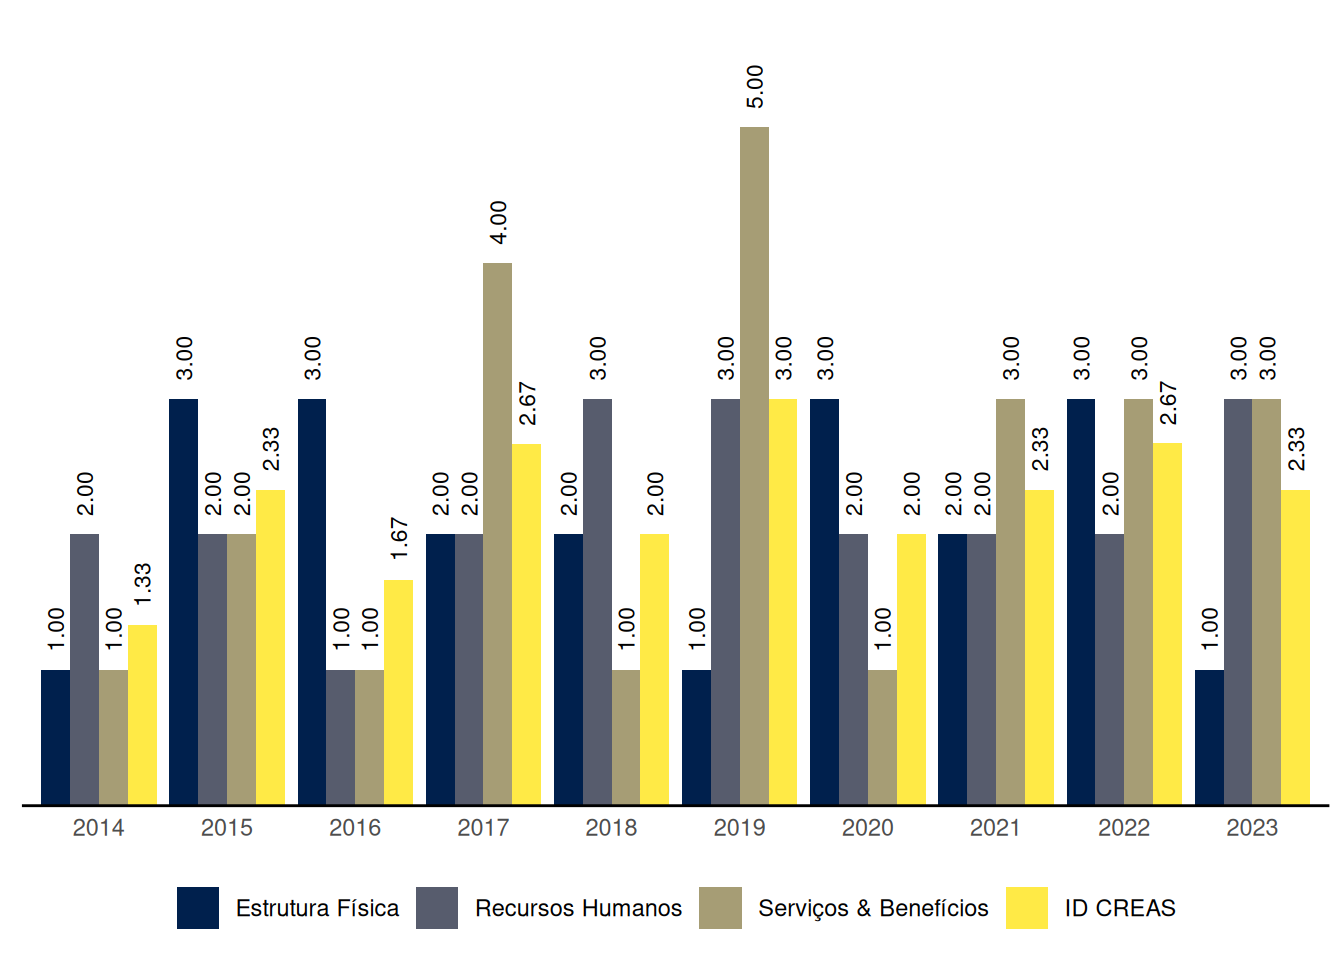 5.00
4.00
3.00 3.00 3.00 3.00 3.00 3.00 3.00 3.00 3.00 3.00 3.00
2.67 2.67
2.33 2.33 2.33
2.00 2.00 2.00 2.00 2.00 2.00 2.00 2.00 2.00 2.00 2.00 2.00
1.67
1.33
1.00 1.00 1.00 1.00 1.00 1.00 1.00 1.00
2014 2015 2016 2017 2018 2019 2020 2021 2022 2023
Estrutura Física Recursos Humanos Serviços & Benefícios ID CREAS